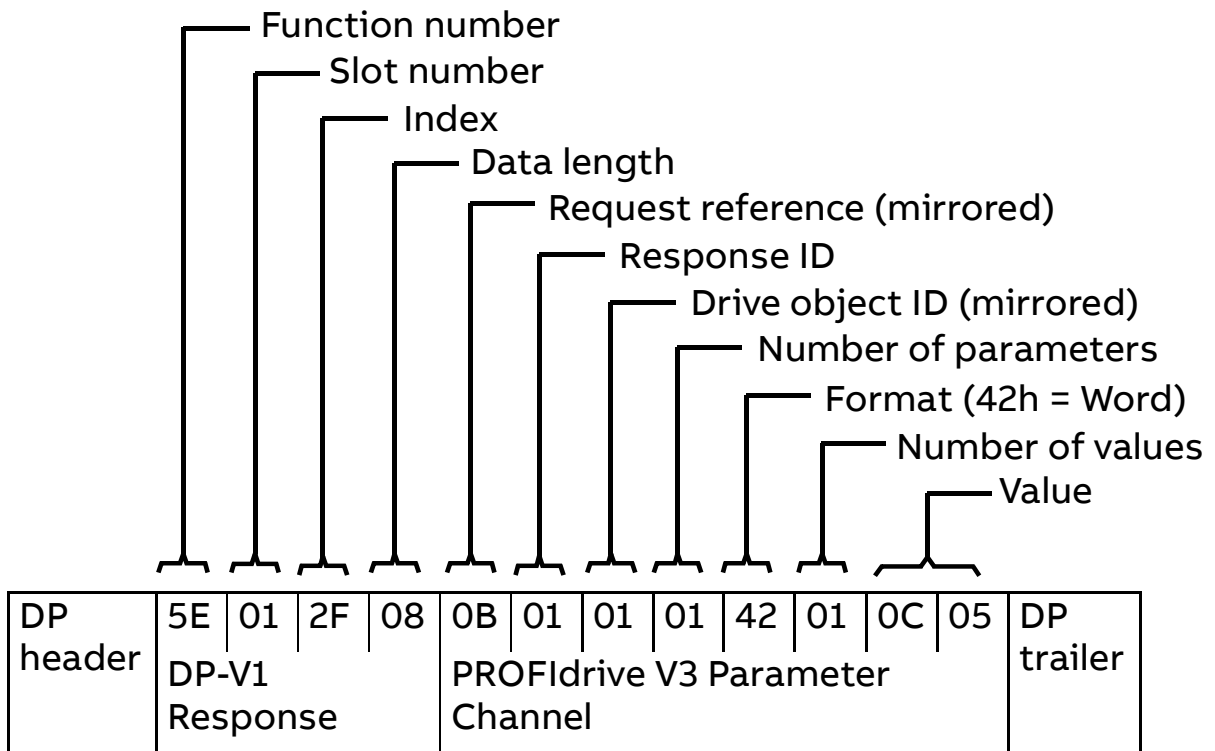 Function number
Slot number
Index
Data length
Request reference (mirrored)
Response ID
Drive object ID (mirrored)
Number of parameters
Format (42h = Word)
Number of values
Value
DP header 5E 01 2F 08 0B 01 01 01 42 01 0C 05 DP trailer
DP-V1 Response
PROFIdrive V3 Parameter Channel